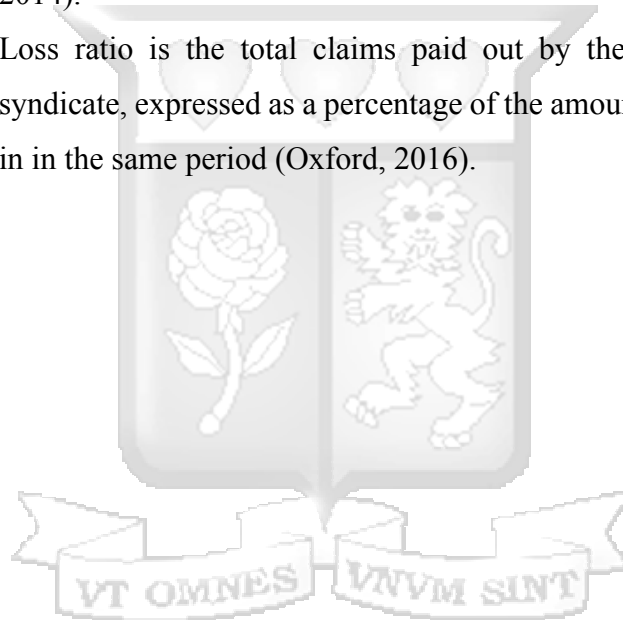 2014).
Loss ratio is the total claims paid out by the
syndicate, expressed as a percentage of the amou
in in the same period (Oxford, 2016).
VT OMNES VNVM SINT